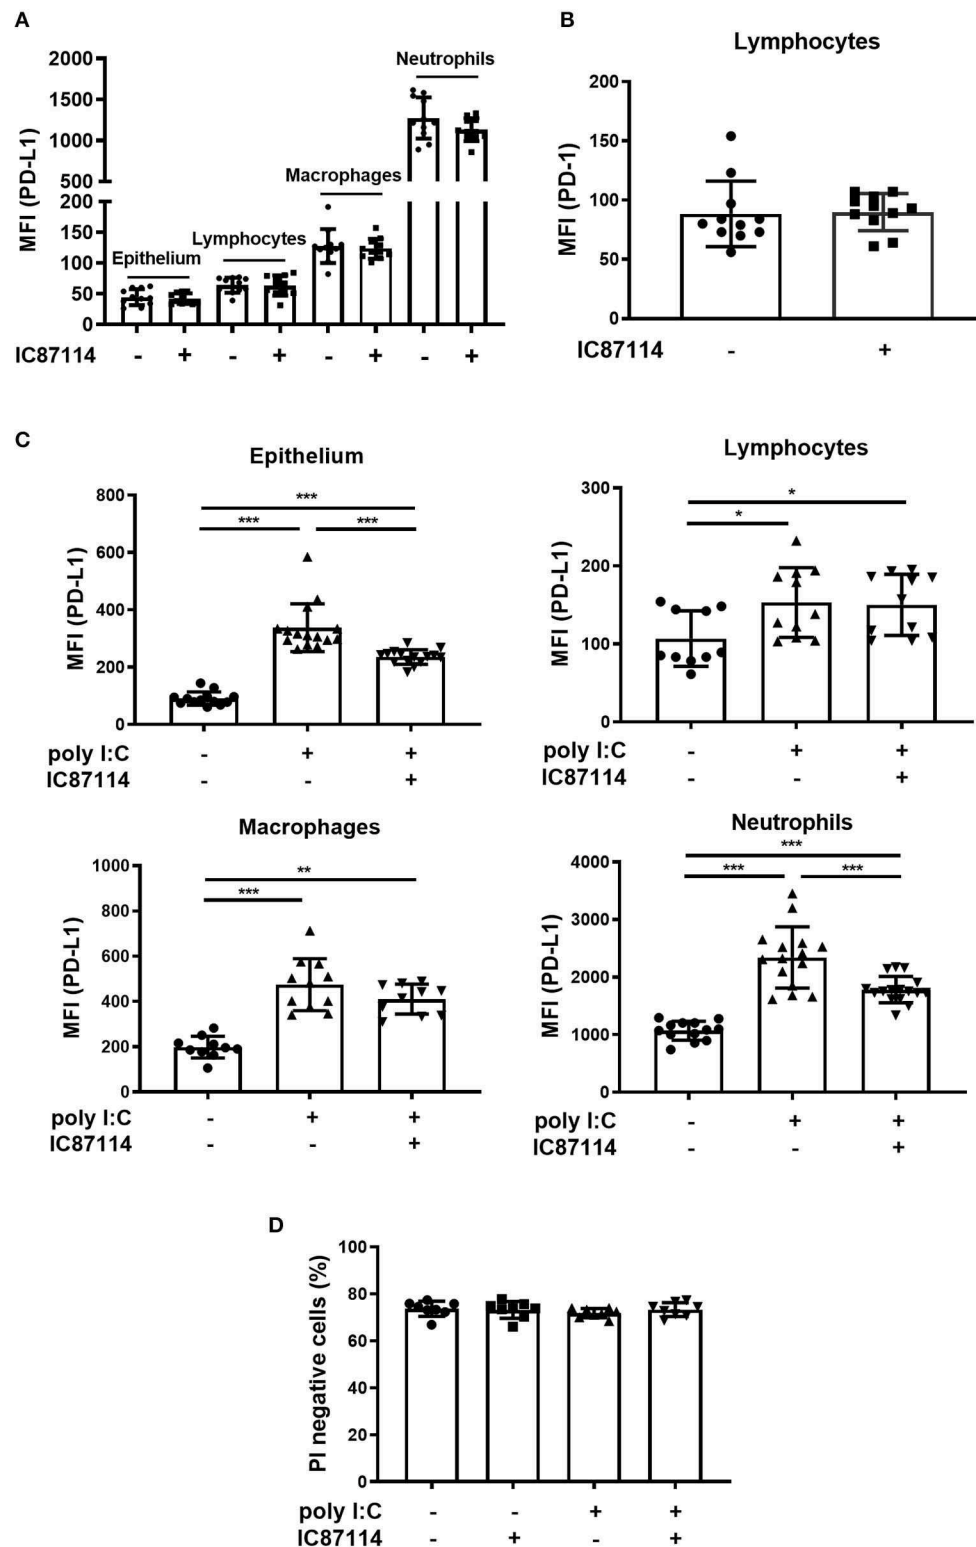 A
MFI (PD-L1)
2000
1500
1000
500
200
150
100
50
0
Epithelium
Lymphocytes
Macrophages
Neutrophils
IC87114 - + - + - + - +
B
Lymphocytes
MFI (PD-1)
200
150
100
50
0
IC87114 - +
C
Epithelium
MFI (PD-L1)
800
600
400
200
0
***
*** ***
poly I:C - + +
IC87114 - - +
Lymphocytes
MFI (PD-L1)
300
200
100
0
*
*
poly I:C - + +
IC87114 - - +
Macrophages
MFI (PD-L1)
1000
800
600
400
200
0
**
***
poly I:C - + +
IC87114 - - +
Neutrophils
MFI (PD-L1)
4000
3000
2000
1000
0
***
*** ***
poly I:C - + +
IC87114 - - +
D
PI negative cells (%)
100
80
60
40
20
0
poly I:C - - + +
IC87114 - + - +